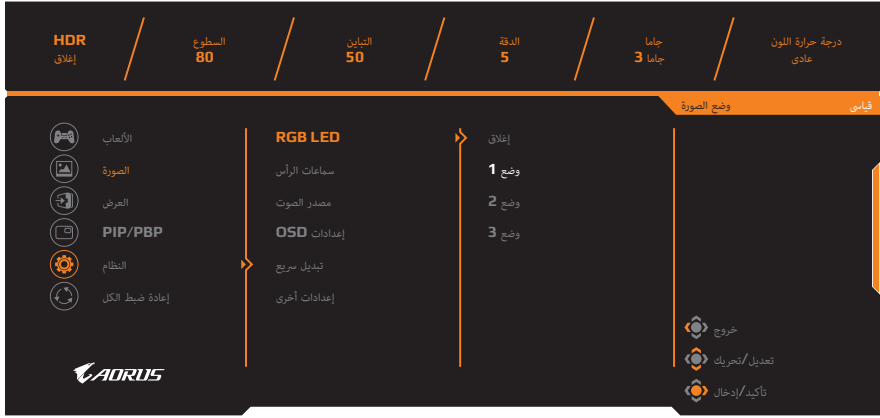 HDR
إغلاق
السطوع
80
التباين
50
الدقة
5
جاما
جاما 3
درجة حرارة اللون
عادى
وضع الصورة
قياسى
الألعاب
الصورة
العرض
PIP/PBP
النظام
إعادة ضبط الكل
RGB LED
سماعات الرأس
مصدر الصوت
إعدادات OSD
تبديل سريع
إعدادات أخرى
إغلاق
وضع 1
وضع 2
وضع 3
خروج
تعديل/تحريك
تأكيد/إدخال
AORUS